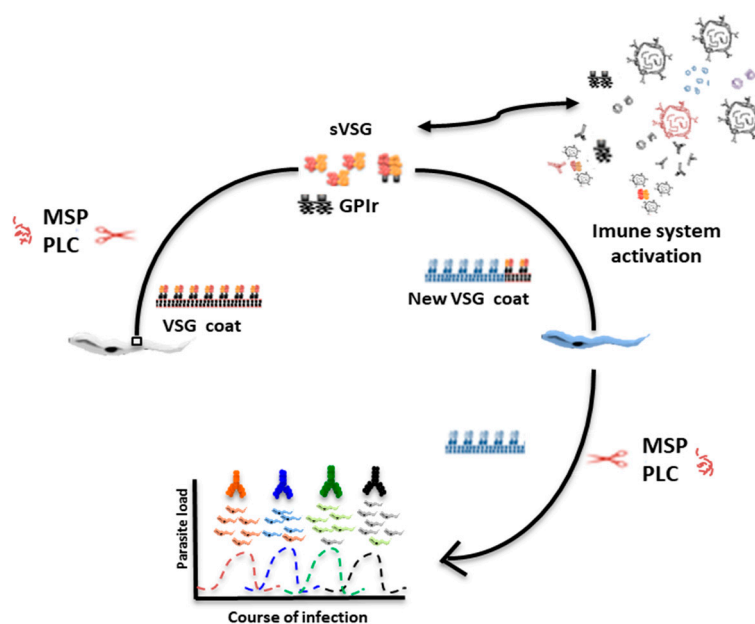 sVSG
GPIr
MSP
PLC
VSG coat
Imune system
activation
New VSG coat
MSP
PLC
Parasite load
Course of infection